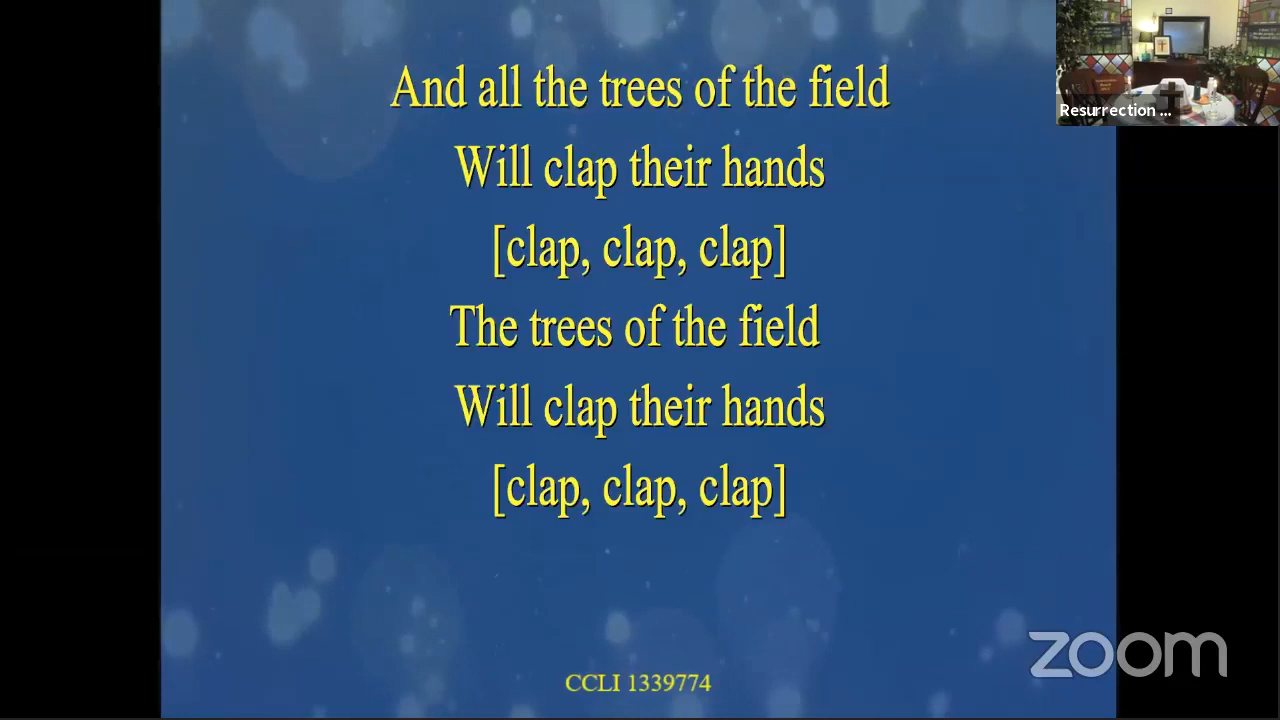 And all the trees of the field
Will clap their hands
[clap, clap, clap]
The trees of the field
Will clap their hands
[clap, clap, clap]
CCLI 1339774
Resurrection ...
zoom